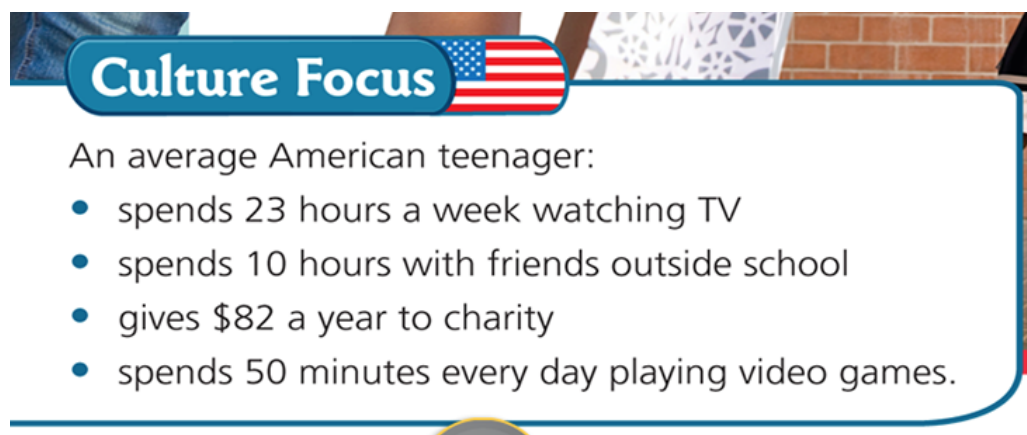 Culture Focus
An average American teenager:
• spends 23 hours a week watching TV
• spends 10 hours with friends outside school
• gives $82 a year to charity
• spends 50 minutes every day playing video games.